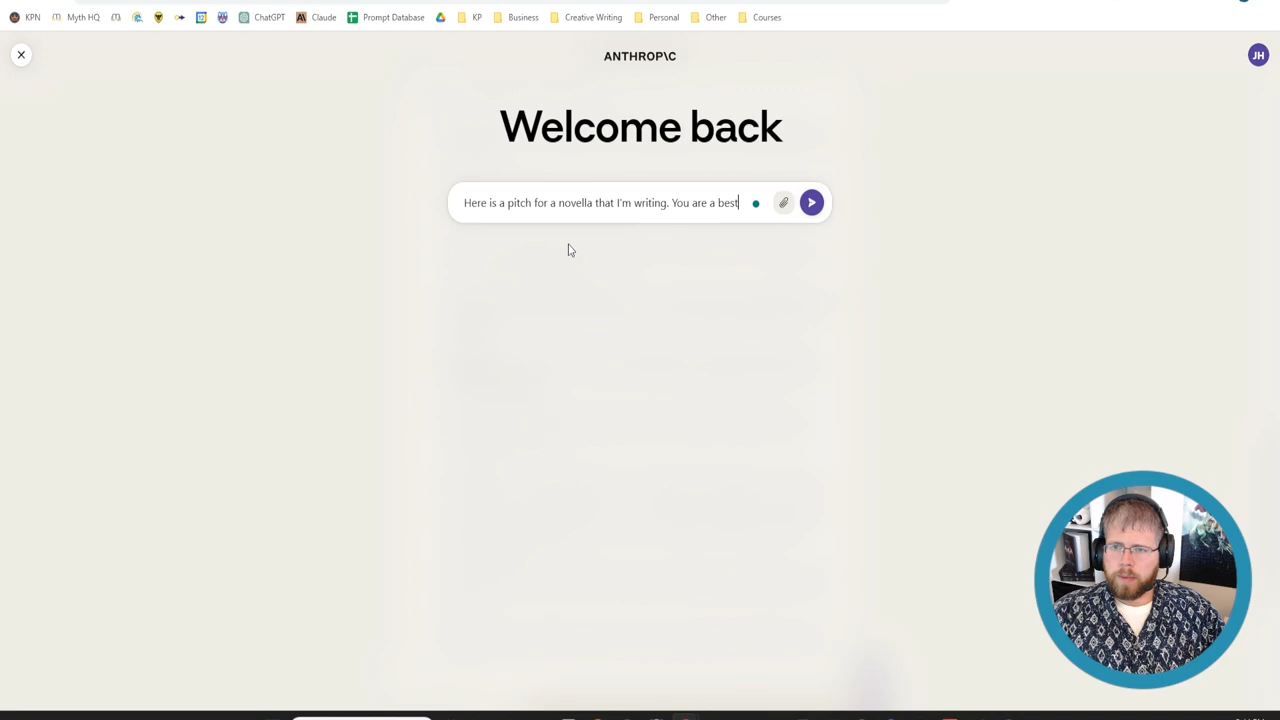 KPN Myth HQ ChatGPT Claude Prompt Database KP Business Creative Writing Personal Other Courses
ANTHROP\C
JH
Welcome back
Here is a pitch for a novella that I'm writing. You are a best